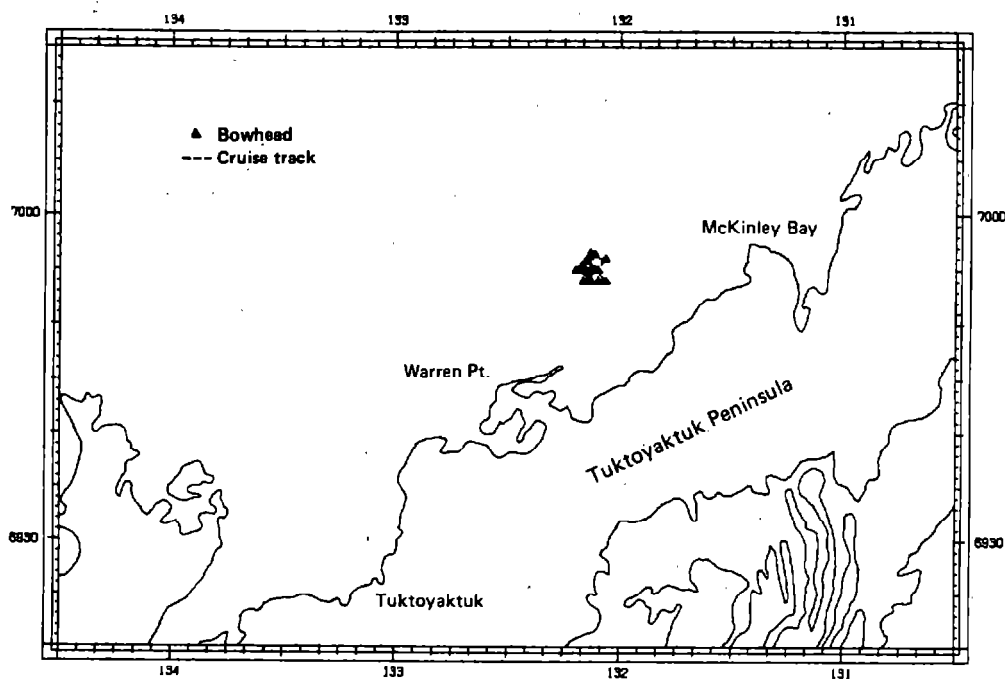 134 133 132 131
▲ Bowhead
--- Cruise track
7000 7000
McKinley Bay
Warren Pt.
Tuktoyaktuk Peninsula
6930 6930
Tuktoyaktuk
134 133 132 131